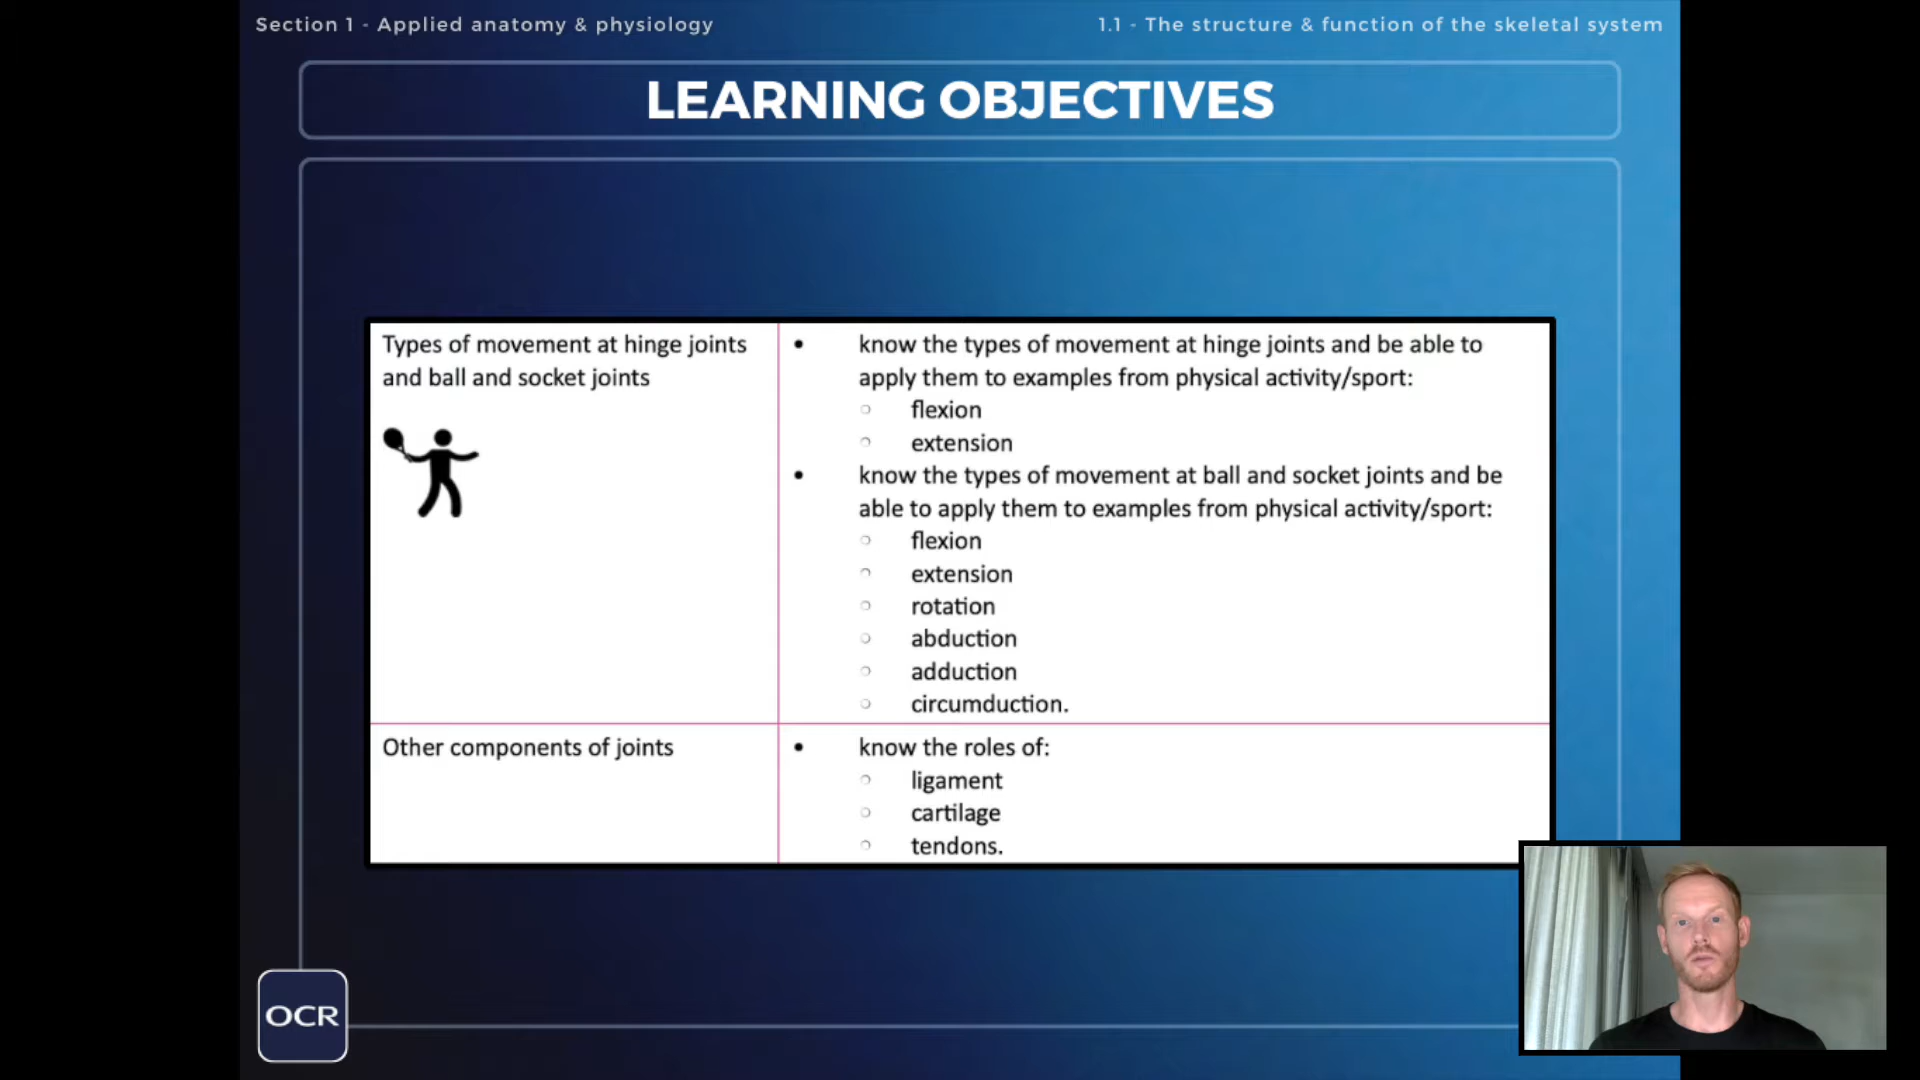 Section 1 - Applied anatomy & physiology
1.1 - The structure & function of the skeletal system
LEARNING OBJECTIVES
Types of movement at hinge joints
and ball and socket joints
• know the types of movement at hinge joints and be able to
apply them to examples from physical activity/sport:
○ flexion
○ extension
• know the types of movement at ball and socket joints and be
able to apply them to examples from physical activity/sport:
○ flexion
○ extension
○ rotation
○ abduction
○ adduction
○ circumduction.
Other components of joints
• know the roles of:
○ ligament
○ cartilage
○ tendons.
OCR